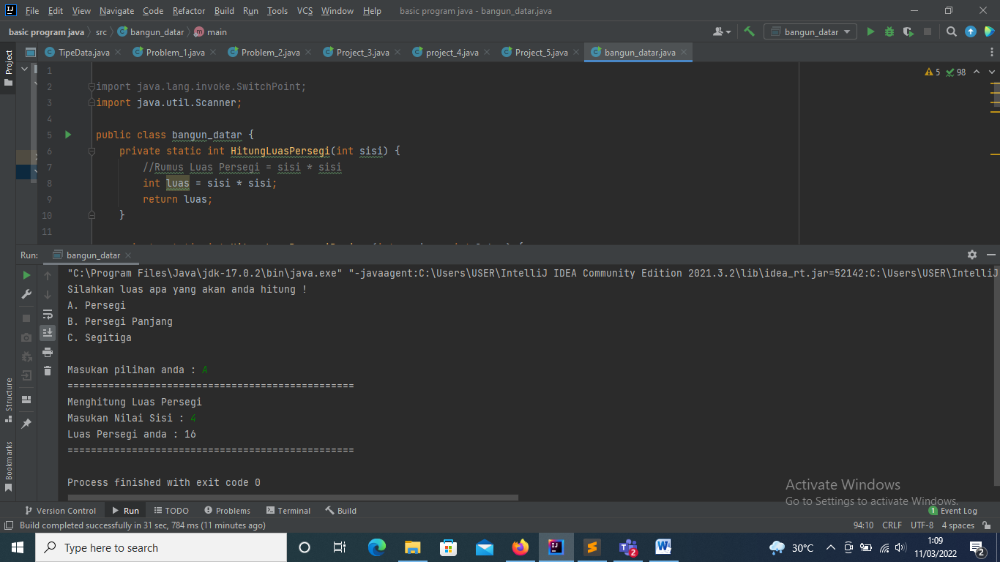 File Edit View Navigate Code Refactor Build Run Tools VCS Window Help basic program java - bangun_datar.java
basic program java src bangun_datar main bangun_datar
Project
TipeData.java Problem_1.java Problem_2.java Project_3.java project_4.java Project_5.java bangun_datar.java
1
5 98
2 import java.lang.invoke.SwitchPoint;
3 import java.util.Scanner;
4
5 public class bangun_datar {
6 private static int HitungLuasPersegi(int sisi) {
7 //Rumus Luas Persegi = sisi * sisi
8 int luas = sisi * sisi;
9 return luas;
10 }
11
Run: bangun_datar
"C:\Program Files\Java\jdk-17.0.2\bin\java.exe" "-javaagent:C:\Users\USER\IntelliJ IDEA Community Edition 2021.3.2\lib\idea_rt.jar=52142:C:\Users\USER\IntelliJ
Silahkan luas apa yang akan anda hitung !
A. Persegi
B. Persegi Panjang
C. Segitiga
Masukan pilihan anda : A
=================================================
Menghitung Luas Persegi
Masukan Nilai Sisi : 4
Luas Persegi anda : 16
=================================================
Process finished with exit code 0
Structure
Bookmarks
Activate Windows
Go to Settings to activate Windows.
Version Control Run TODO Problems Terminal Build 1 Event Log
Build completed successfully in 31 sec, 784 ms (11 minutes ago) 94:10 CRLF UTF-8 4 spaces
Type here to search 2 30°C 1:09
11/03/2022 2